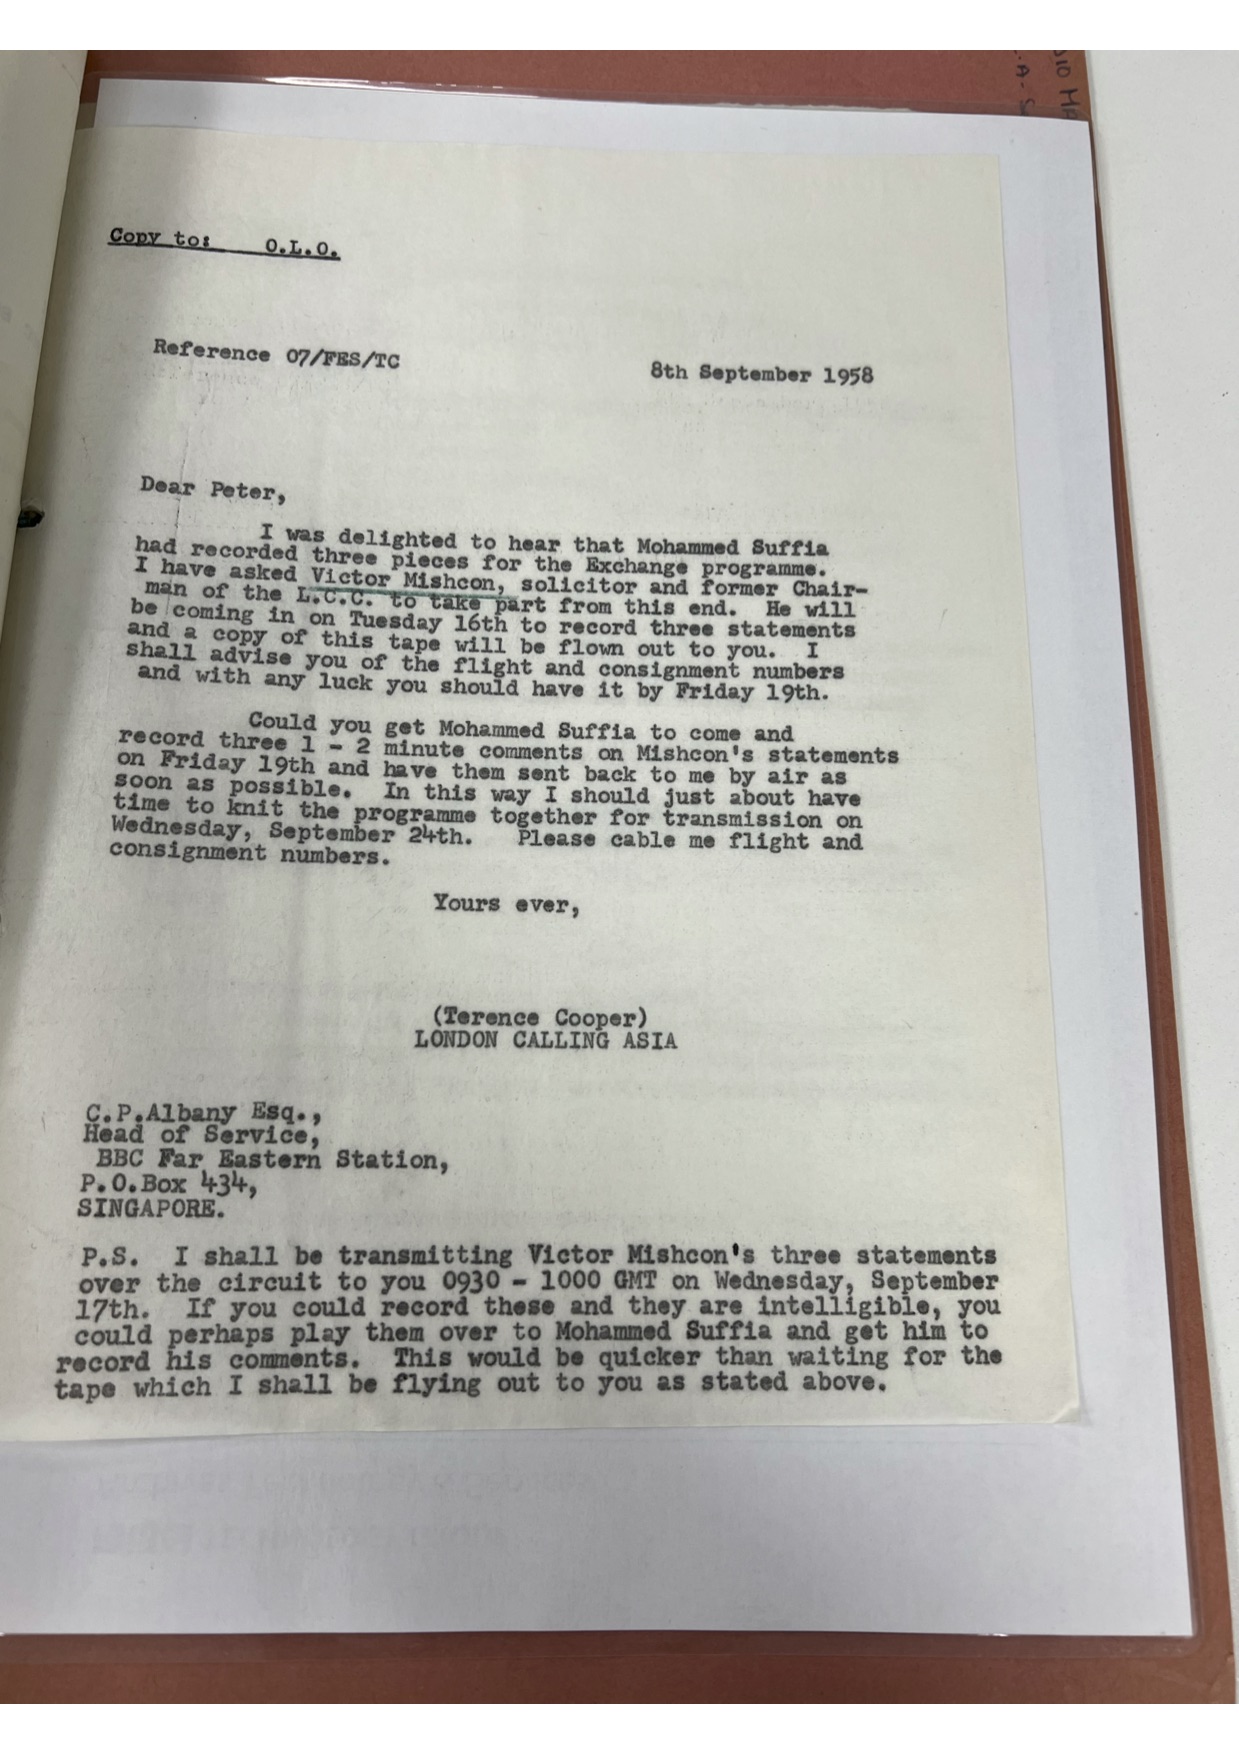 Copy to: O.L.O.
Reference 07/FES/TC
8th September 1958
Dear Peter,
I was delighted to hear that Mohammed Suffia
had recorded three pieces for the Exchange programme.
I have asked Victor Mishcon, solicitor and former Chair-
man of the L.C.C. to take part from this end. He will
be coming in on Tuesday 16th to record three statements
and a copy of this tape will be flown out to you. I
shall advise you of the flight and consignment numbers
and with any luck you should have it by Friday 19th.
Could you get Mohammed Suffia to come and
record three 1 - 2 minute comments on Mishcon's statements
on Friday 19th and have them sent back to me by air as
soon as possible. In this way I should just about have
time to knit the programme together for transmission on
Wednesday, September 24th. Please cable me flight and
consignment numbers.
Yours ever,
(Terence Cooper)
LONDON CALLING ASIA
C.P.Albany Esq.,
Head of Service,
BBC Far Eastern Station,
P.O.Box 434,
SINGAPORE.
P.S. I shall be transmitting Victor Mishcon's three statements
over the circuit to you 0930 - 1000 GMT on Wednesday, September
17th. If you could record these and they are intelligible, you
could perhaps play them over to Mohammed Suffia and get him to
record his comments. This would be quicker than waiting for the
tape which I shall be flying out to you as stated above.